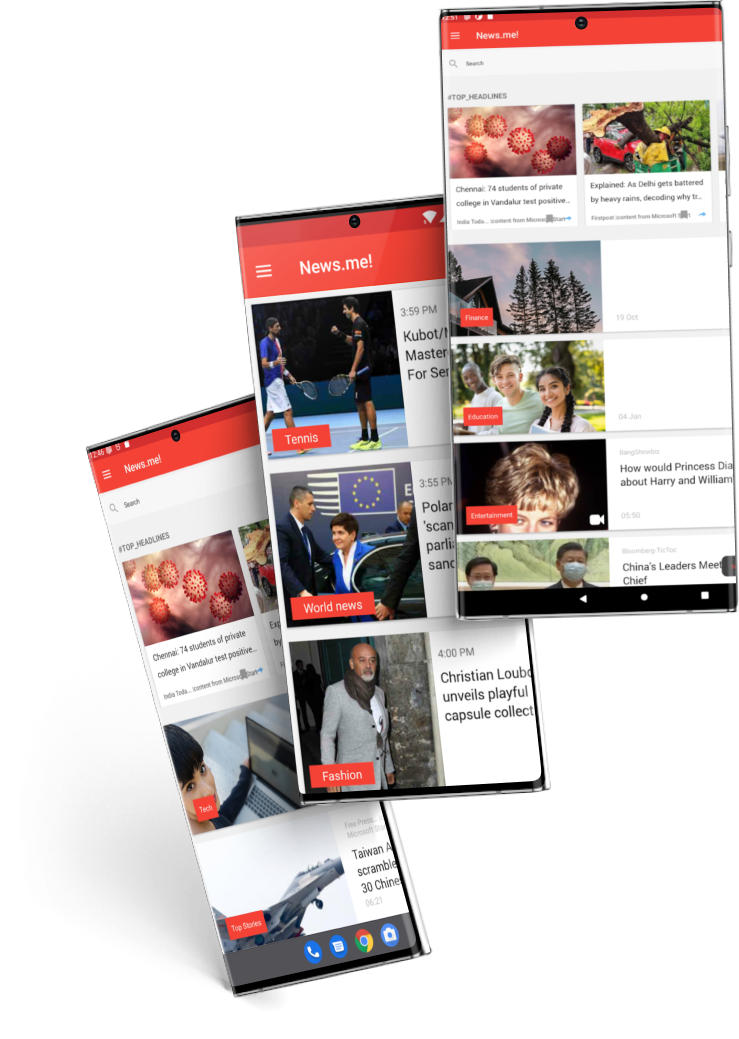 12:51
News.me!
Search
#TOP_HEADLINES
Chennai: 74 students of private
college in Vandalur test positive...
India Toda... |content from Microsoft Start
Explained: As Delhi gets battered
by heavy rains, decoding why tr...
Firstpost |content from Microsoft
Finance
19 Oct
Education
04 Jan
BangShowbiz
How would Princess Dia
about Harry and William
Entertainment
05:50
Bloomberg-TicToc
China's Leaders Meet
Chief
News.me!
3:59 PM
Kubot/
Master
For Ser
Tennis
3:55 PM
Polan
'scan
parli
sanc
World news
4:00 PM
Christian Loubo
unveils playful
capsule collect
Fashion
12:46
News.me!
Search
#TOP_HEADLINES
Chennai: 74 students of private
college in Vandalur test positive...
India Toda... |content from Microsoft Start
Exp
by
Tech
Free Press...
Microsoft Sta
Taiwan A
scramble
30 Chine
06:21
Top Stories